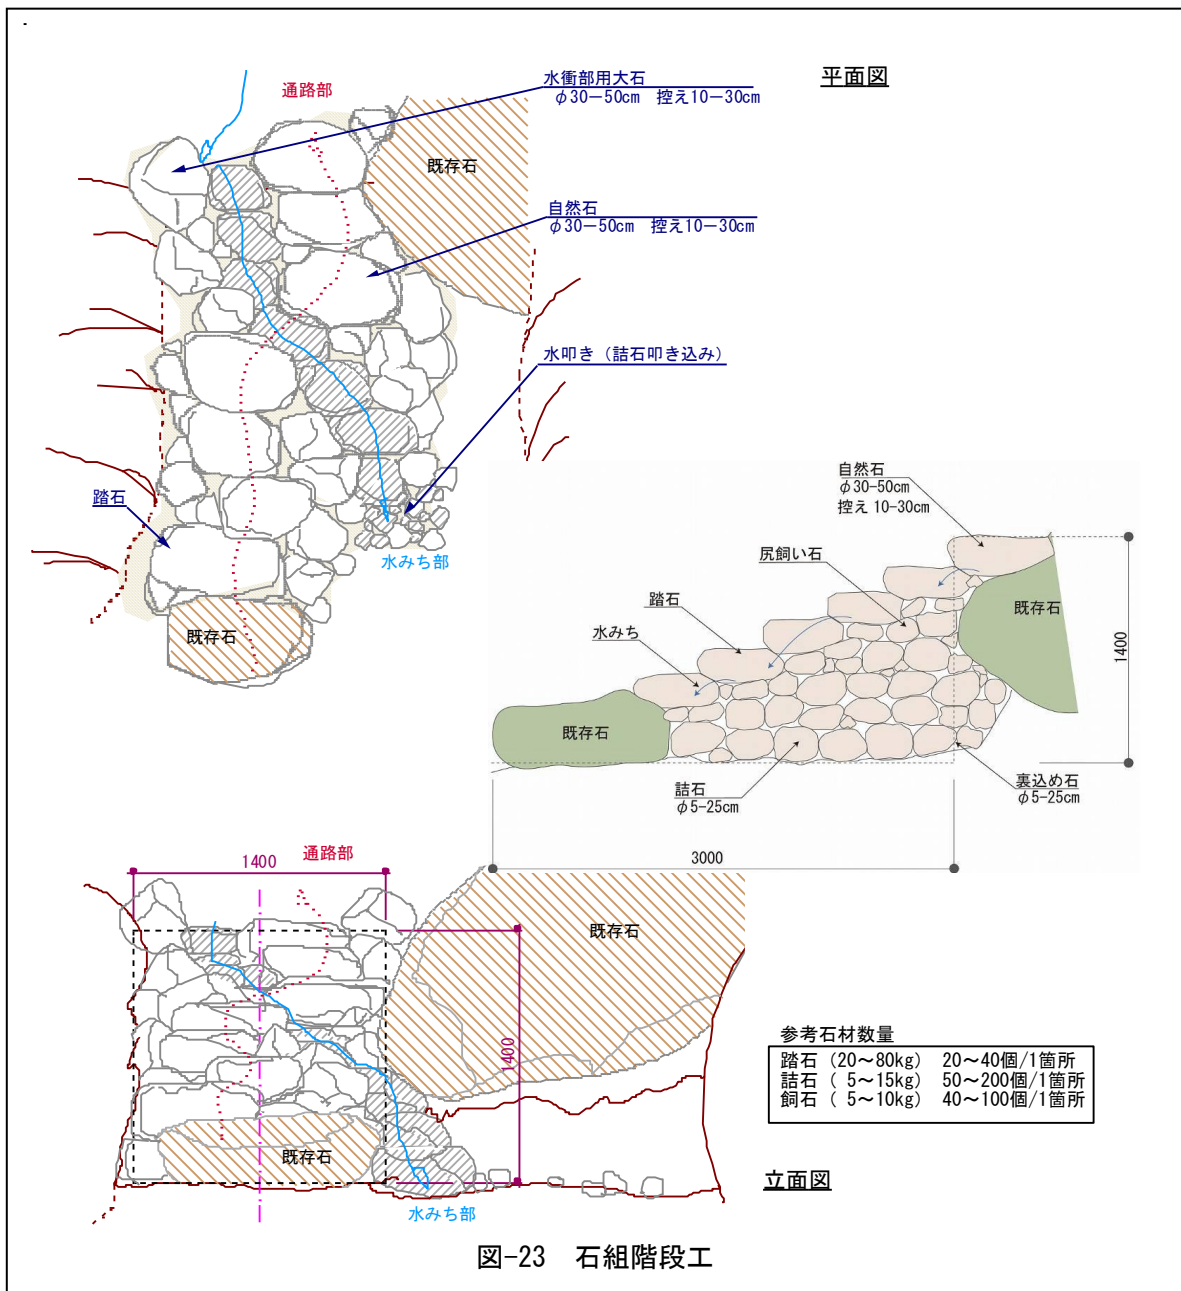 平面図
通路部
水衝部用大石
φ30－50cm　控え10－30cm
既存石
自然石
φ30－50cm　控え10－30cm
水叩き（詰石叩き込み）
踏石
水みち部
既存石
自然石
φ30-50cm
控え 10-30cm
尻飼い石
踏石
水みち
既存石
既存石
1400
詰石
φ5-25cm
裏込め石
φ5-25cm
3000
通路部
1400
既存石
1400
既存石
水みち部
参考石材数量
踏石（20～80kg）　20～40個/1箇所
詰石（ 5～15kg）　50～200個/1箇所
飼石（ 5～10kg）　40～100個/1箇所
立面図
図-23　石組階段工